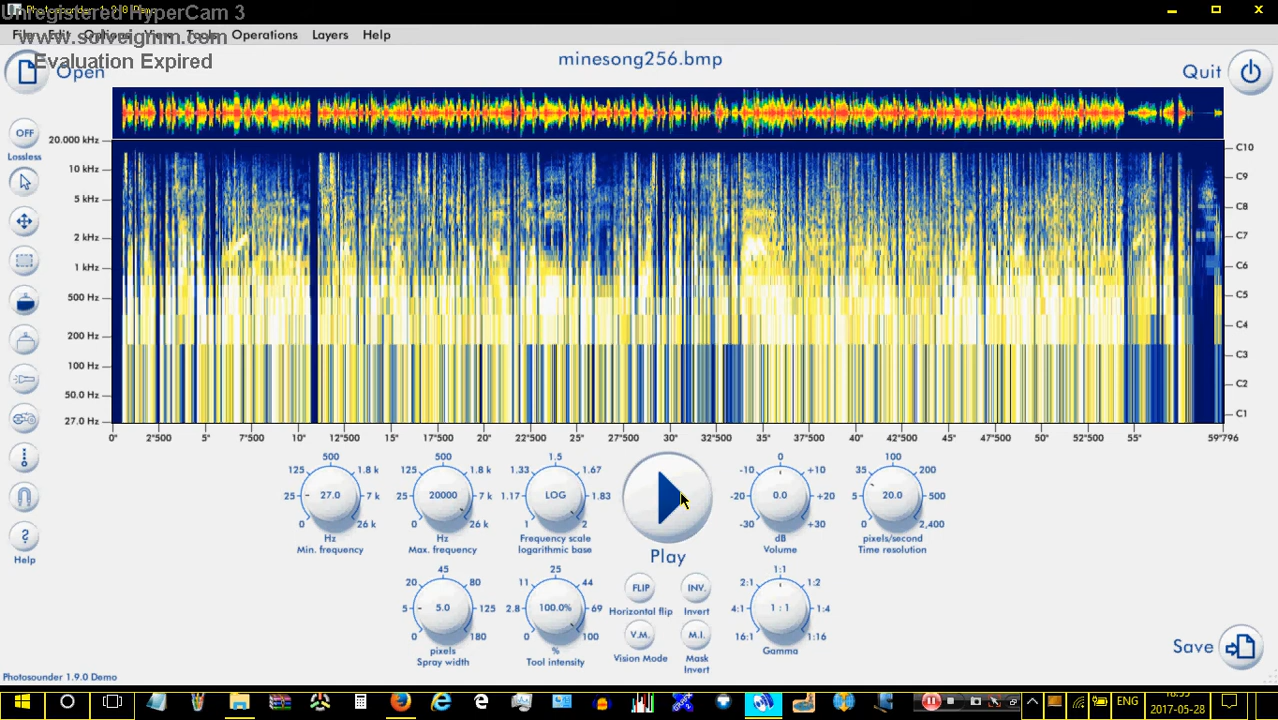 Photosounder 1.9.0 Demo
Unregistered HyperCam 3
File Edit Options View Tools Operations Layers Help
www.solveigmm.com
Evaluation Expired
minesong256.bmp
Open
Quit
OFF
Lossless
20.000 kHz
10 kHz
5 kHz
2 kHz
1 kHz
500 Hz
200 Hz
100 Hz
50.0 Hz
27.0 Hz
C10
C9
C8
C7
C6
C5
C4
C3
C2
C1
0" 2"500 5" 7"500 10" 12"500 15" 17"500 20" 22"500 25" 27"500 30" 32"500 35" 37"500 40" 42"500 45" 47"500 50" 52"500 55" 59"796
500
125 1.8 k
25 27.0 7 k
0 26 k
Hz
Min. frequency
500
125 1.8 k
25 20000 7 k
0 26 k
Hz
Max. frequency
1.5
1.33 1.67
1.17 LOG 1.83
1 2
Frequency scale
logarithmic base
Play
0
-10 +10
-20 0.0 +20
-30 +30
dB
Volume
100
35 200
5 20.0 500
0 2,400
pixels/second
Time resolution
?
Help
45
20 80
5 5.0 125
0 180
pixels
Spray width
25
11 44
2.8 100.0% 69
0 100
%
Tool intensity
FLIP
Horizontal flip
INV.
Invert
V.M.
Vision Mode
M.I.
Mask
Invert
1:1
2:1 1:2
4:1 1 : 1 1:4
16:1 1:16
Gamma
Save
Photosounder 1.9.0 Demo
ENG
2017-05-28